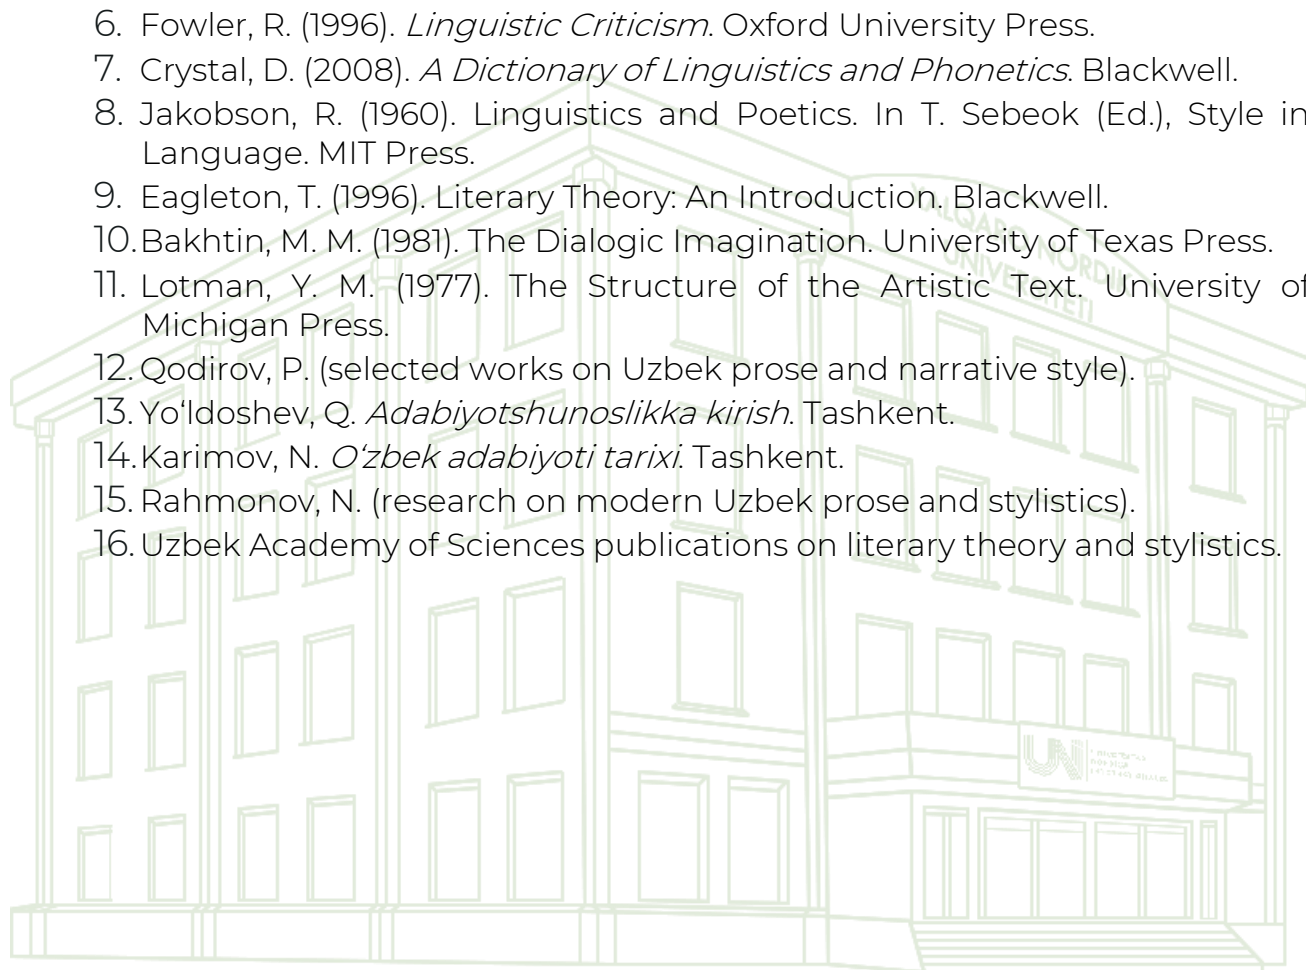 6. Fowler, R. (1996). Linguistic Criticism. Oxford University Press.
7. Crystal, D. (2008). A Dictionary of Linguistics and Phonetics. Blackwell.
8. Jakobson, R. (1960). Linguistics and Poetics. In T. Sebeok (Ed.), Style in
Language. MIT Press.
9. Eagleton, T. (1996). Literary Theory: An Introduction. Blackwell.
10. Bakhtin, M. M. (1981). The Dialogic Imagination. University of Texas Press.
11. Lotman, Y. M. (1977). The Structure of the Artistic Text. University of
Michigan Press.
12. Qodirov, P. (selected works on Uzbek prose and narrative style).
13. Yo‘ldoshev, Q. Adabiyotshunoslikka kirish. Tashkent.
14. Karimov, N. O‘zbek adabiyoti tarixi. Tashkent.
15. Rahmonov, N. (research on modern Uzbek prose and stylistics).
16. Uzbek Academy of Sciences publications on literary theory and stylistics.
UNI